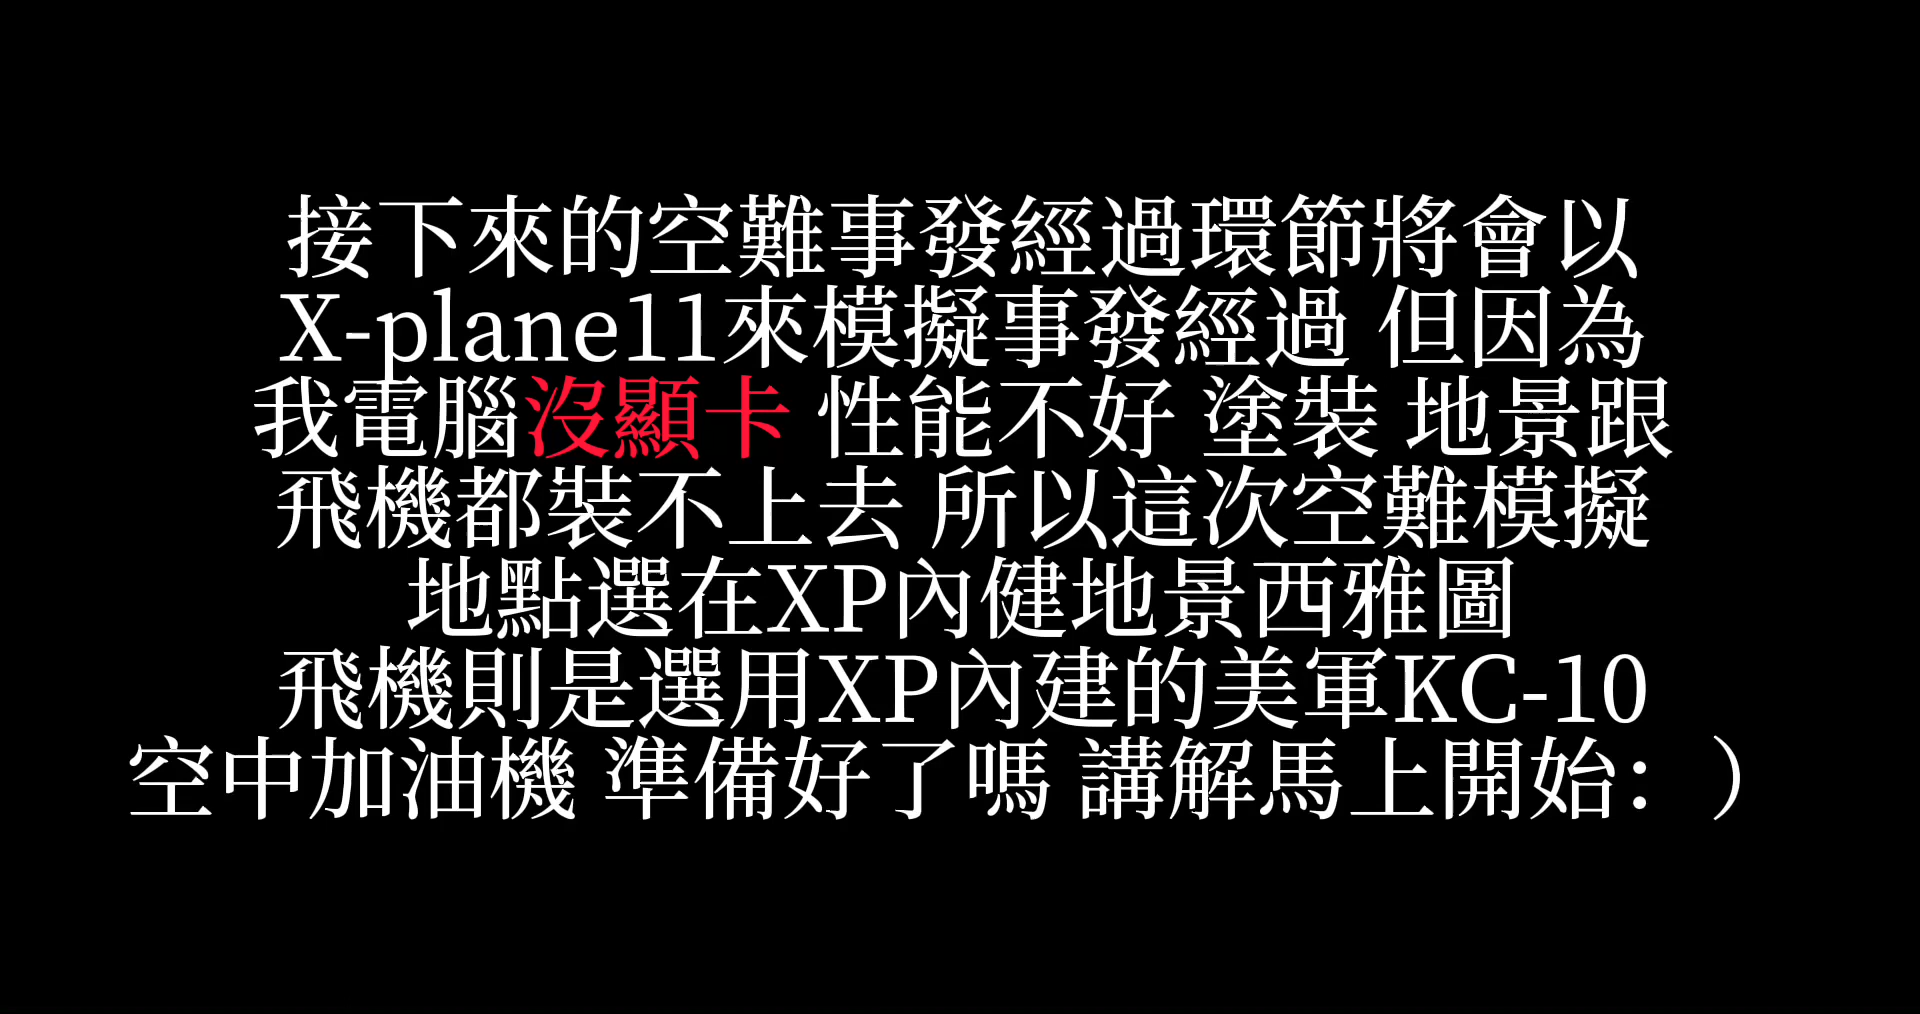 接下來的空難事發經過環節將會以
X-plane11來模擬事發經過 但因為
我電腦沒顯卡 性能不好 塗裝 地景跟
飛機都裝不上去 所以這次空難模擬
地點選在XP內健地景西雅圖
飛機則是選用XP內建的美軍KC-10
空中加油機 準備好了嗎 講解馬上開始：）